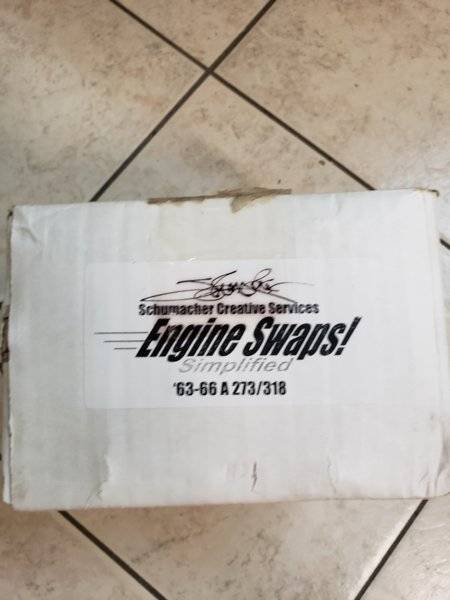 Schumacher Creative Services
Engine Swaps!
Simplified
'63-66 A 273/318